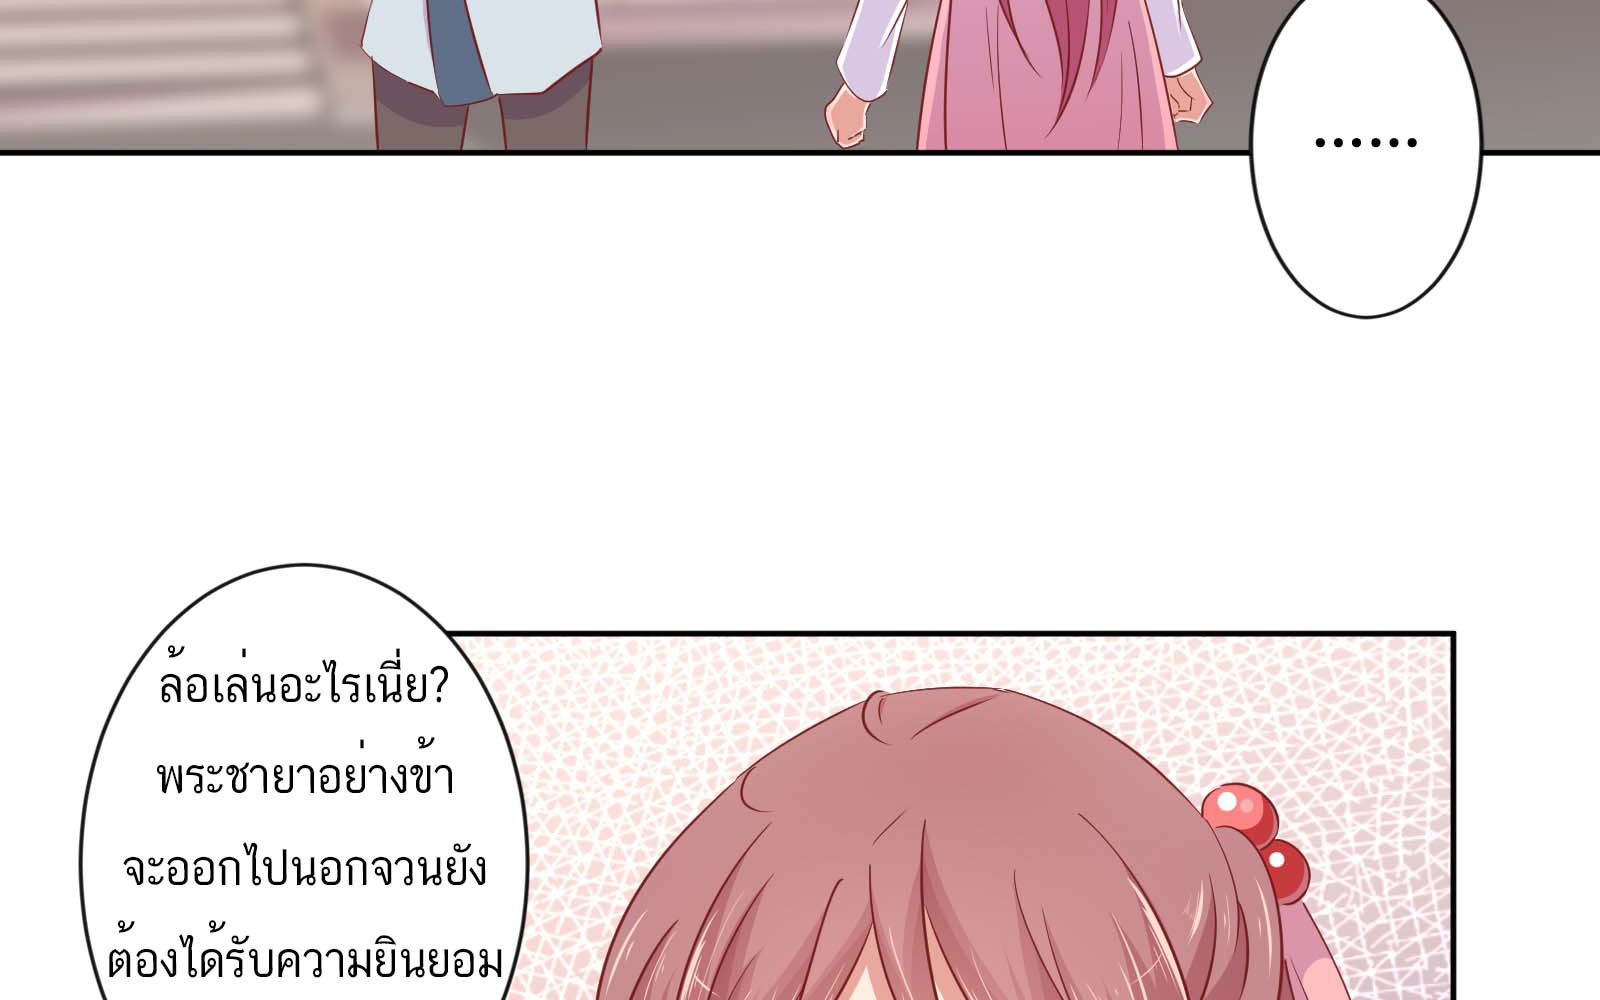 ......
ล้อเล่นอะไรเนี่ย?
พระชายาอย่างข้า
จะออกไปนอกจวนยัง
ต้องได้รับความยินยอม